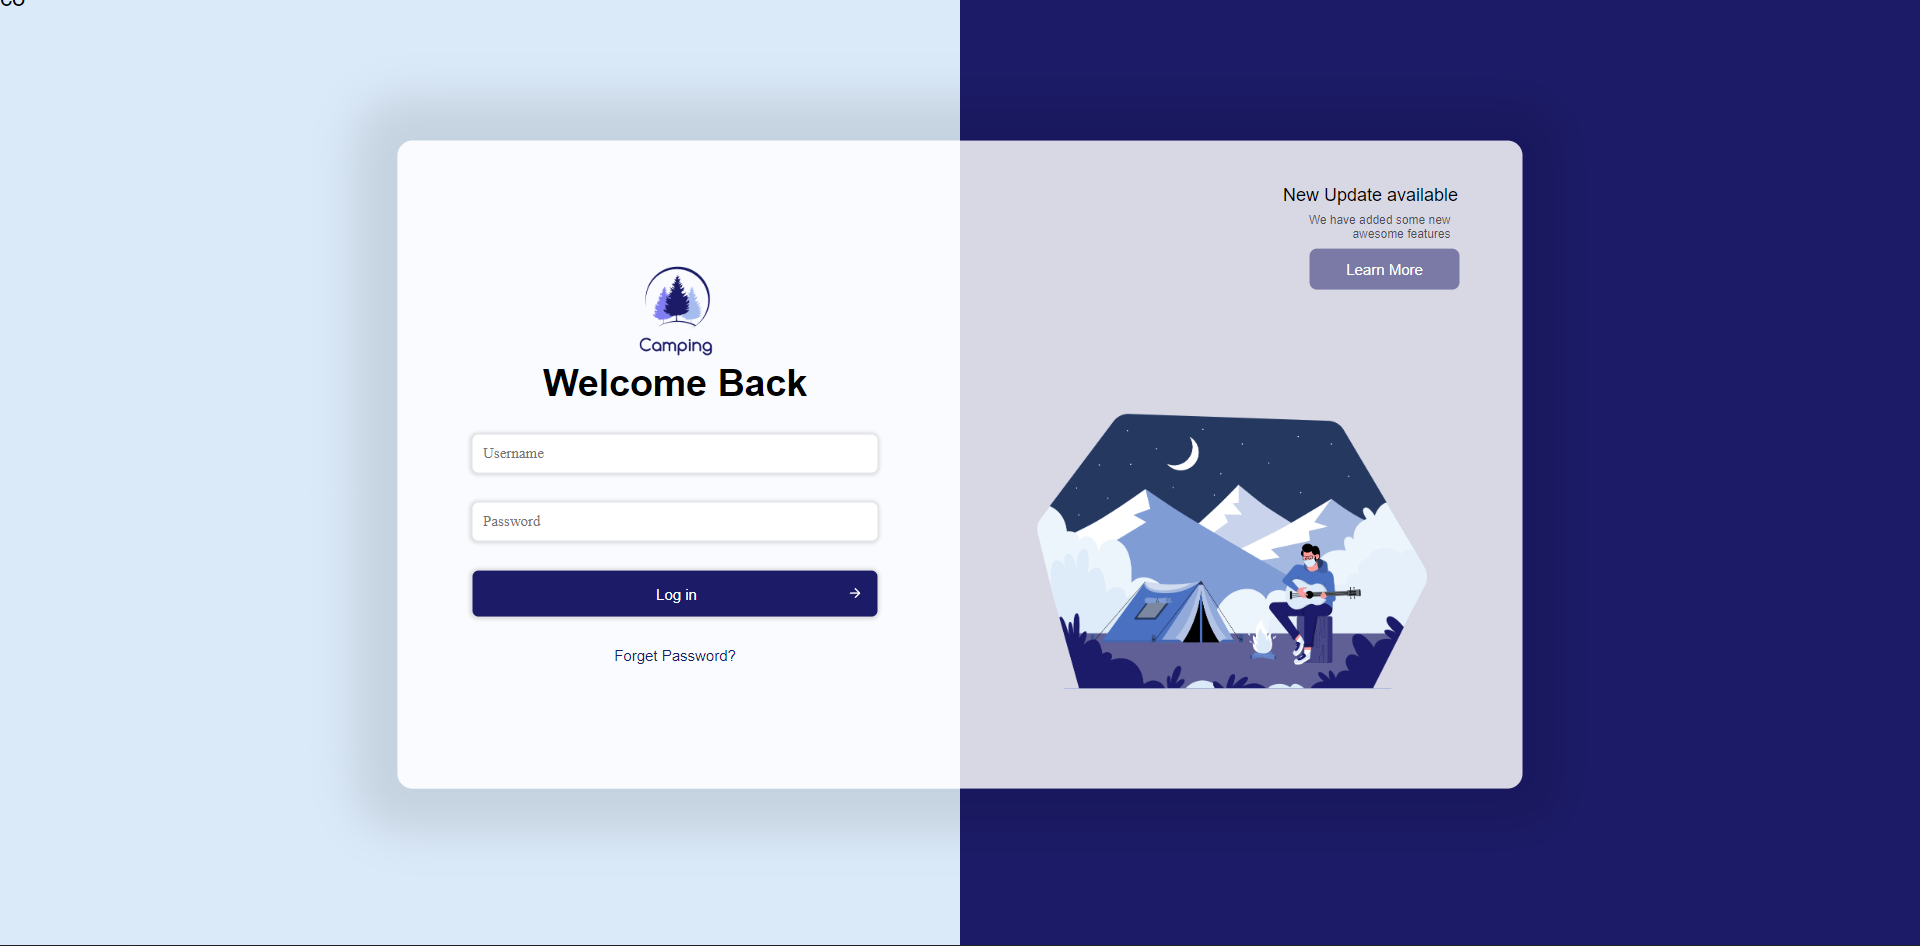 Camping
Welcome Back
Username
Password
Log in
Forget Password?
New Update available
We have added some new
awesome features
Learn More